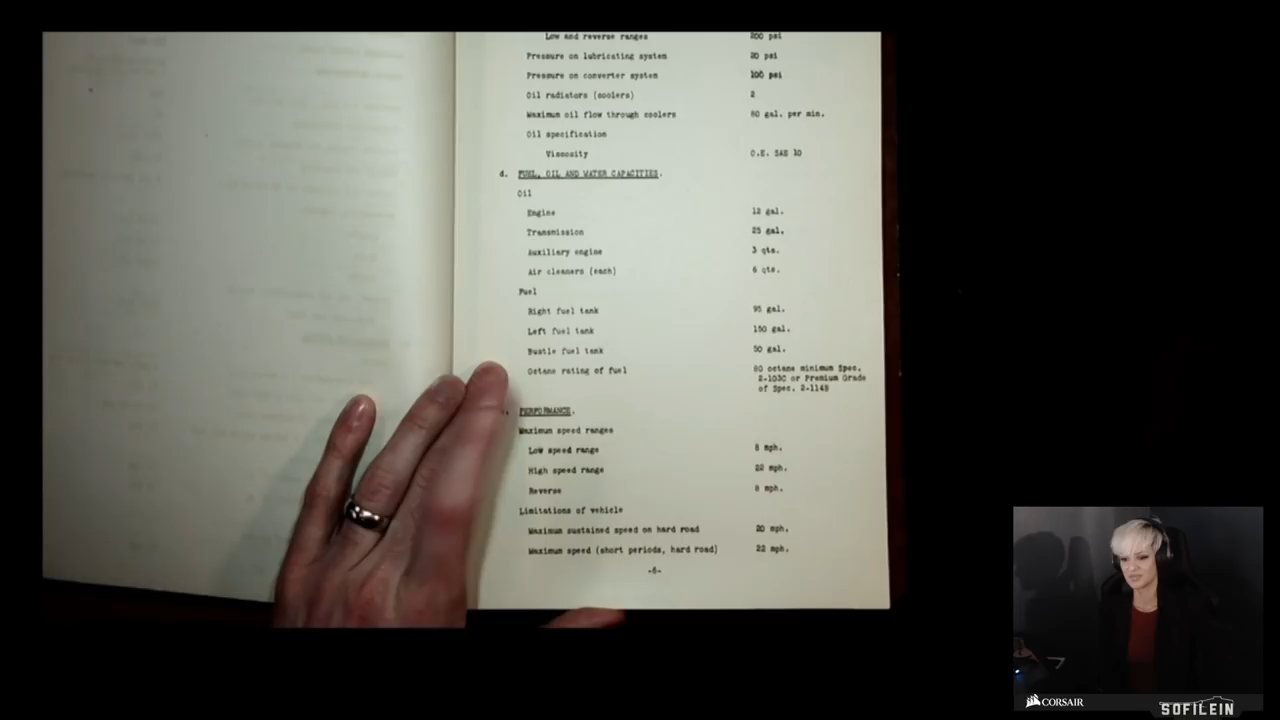 Low and reverse ranges 200 psi
Pressure on lubricating system 20 psi
Pressure on converter system 100 psi
Oil radiators (coolers) 2
Maximum oil flow through coolers 80 gal. per min.
Oil specification
Viscosity O.E. SAE 10
d. FUEL, OIL AND WATER CAPACITIES.
Oil
Engine 12 gal.
Transmission 25 gal.
Auxiliary engine 3 qts.
Air cleaners (each) 6 qts.
Fuel
Right fuel tank 95 gal.
Left fuel tank 150 gal.
Bustle fuel tank 50 gal.
Octane rating of fuel 80 octane minimum Spec.
2-103C or Premium Grade
of Spec. 2-114B
PERFORMANCE.
Maximum speed ranges
Low speed range 8 mph.
High speed range 22 mph.
Reverse 8 mph.
Limitations of vehicle
Maximum sustained speed on hard road 20 mph.
Maximum speed (short periods, hard road) 22 mph.
-6-
CORSAIR
SOFILEIN